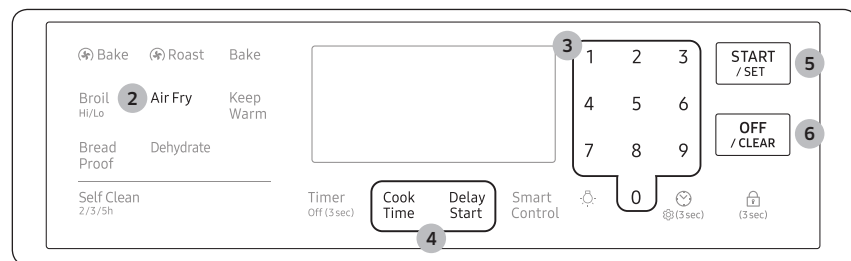 Bake Roast Bake
3 1 2 3 START 5
/ SET
Broil 2 Air Fry Keep
Hi/Lo Warm
4 5 6
OFF 6
/ CLEAR
Bread Dehydrate
Proof
7 8 9
Self Clean
2/3/5h
Timer
Off (3 sec)
Cook
Time
Delay
Start
Smart
Control
0
(3 sec)
(3 sec)
4